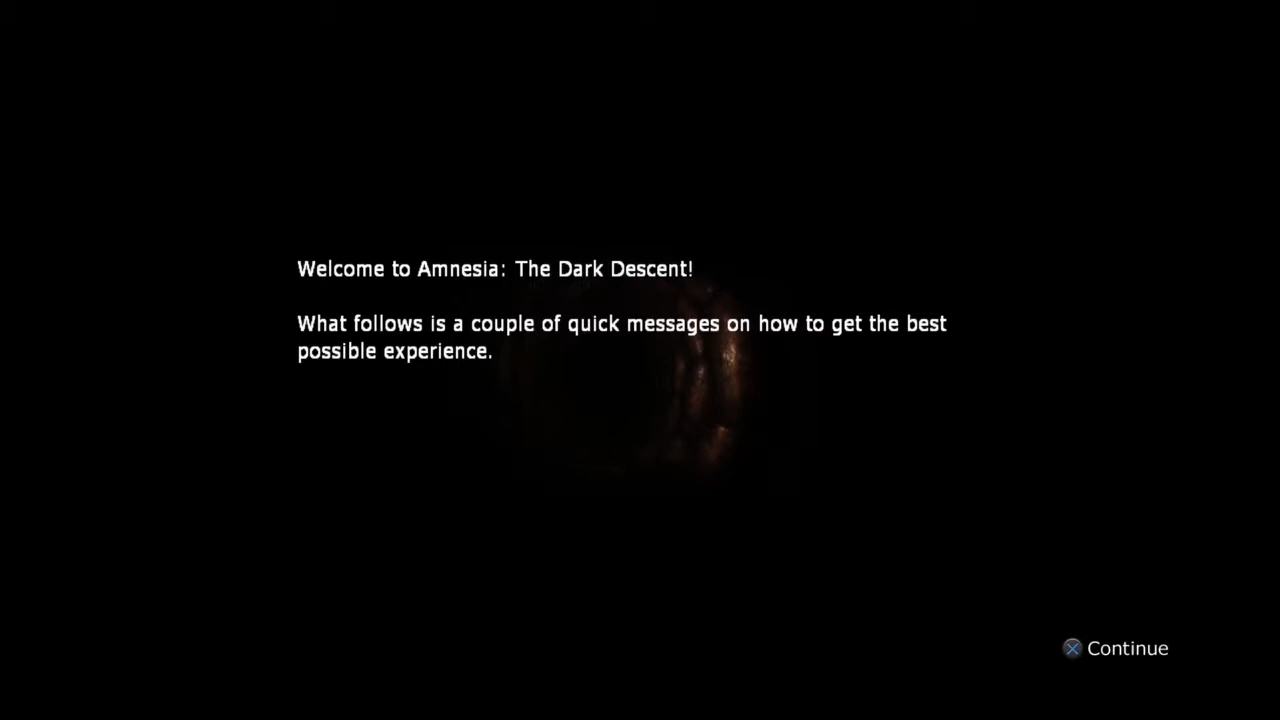 Welcome to Amnesia: The Dark Descent!
What follows is a couple of quick messages on how to get the best
possible experience.
Continue